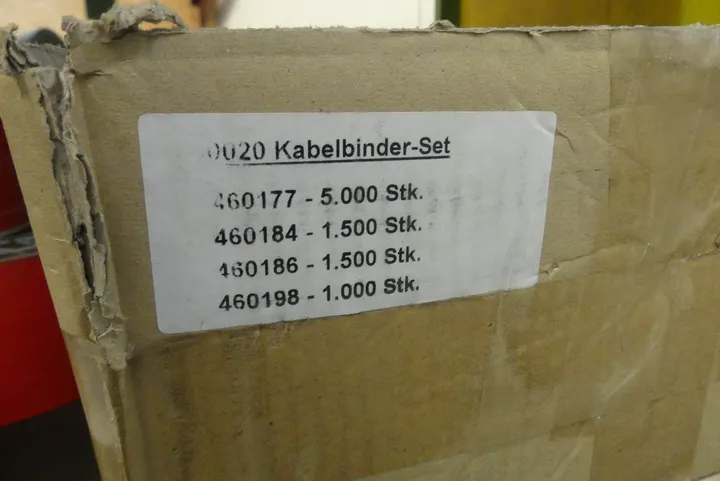 0020 Kabelbinder-Set
460177 - 5.000 Stk.
460184 - 1.500 Stk.
460186 - 1.500 Stk.
460198 - 1.000 Stk.